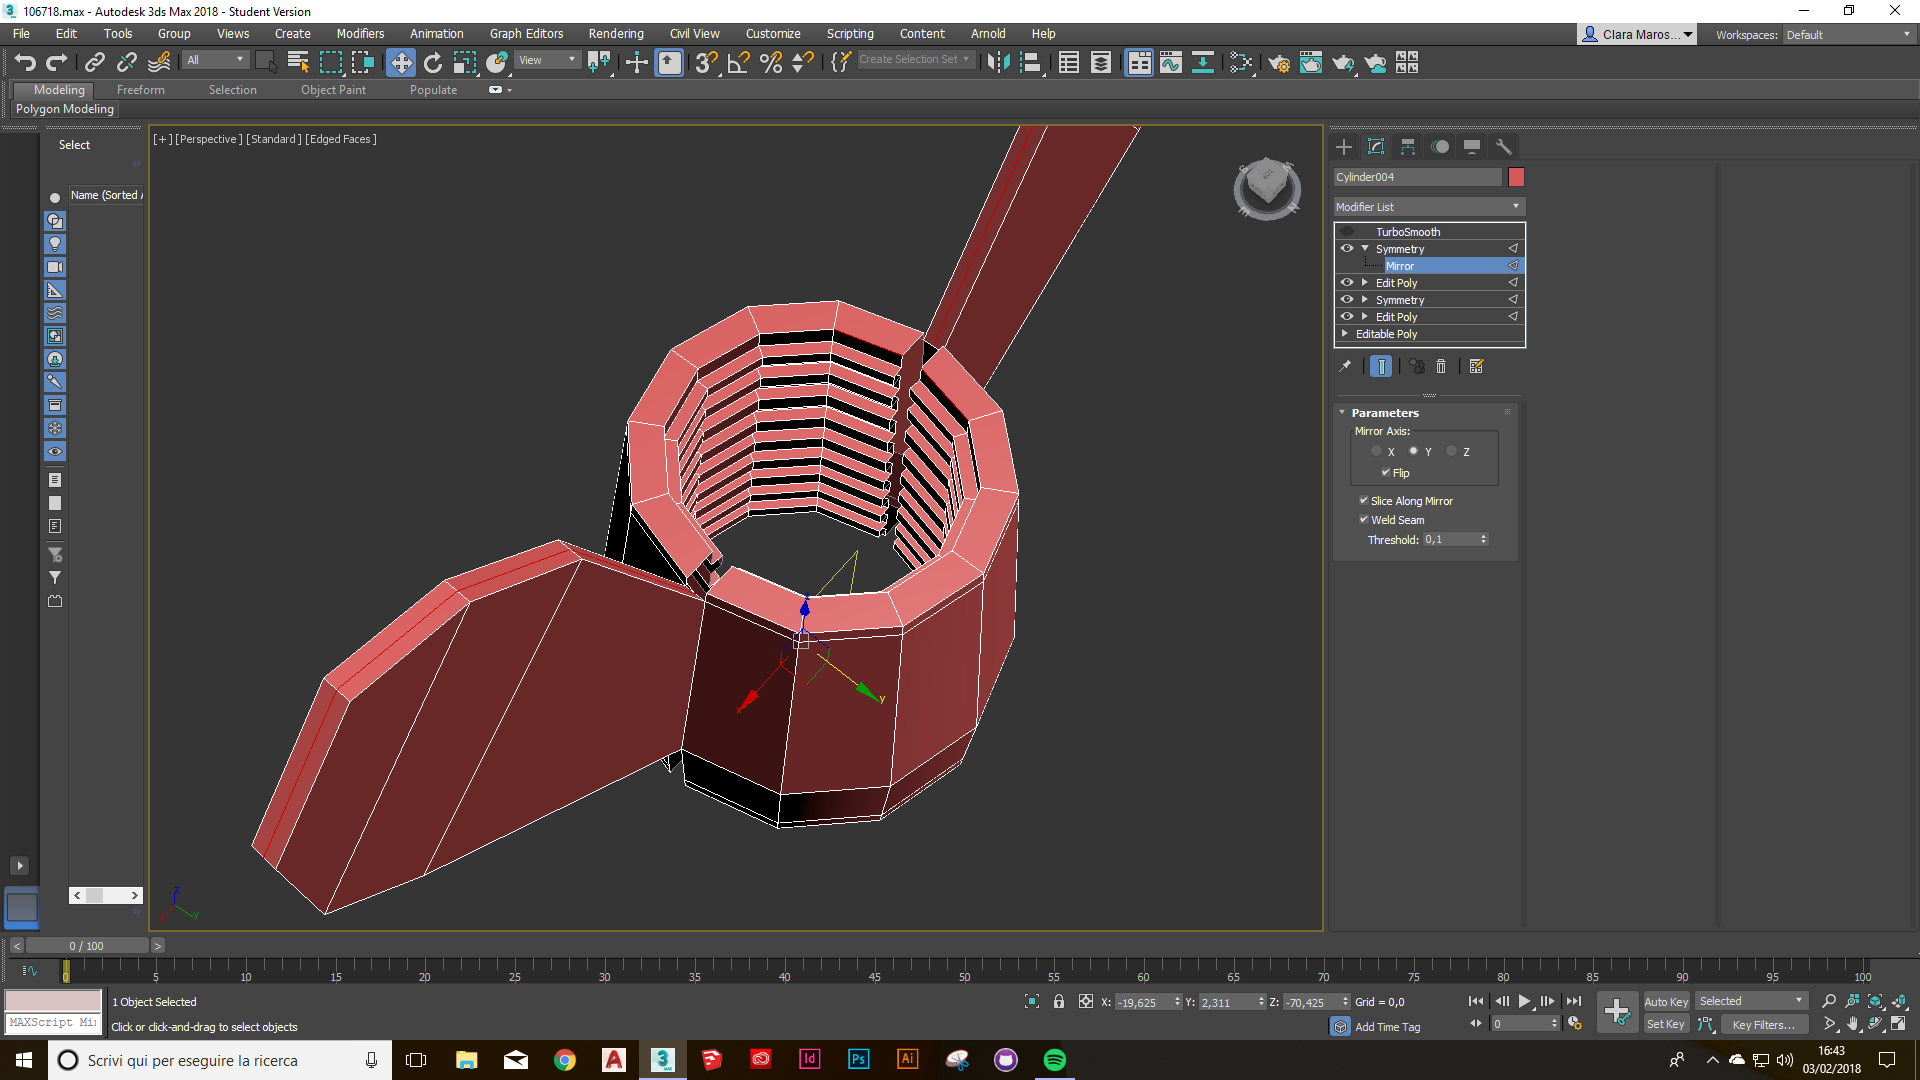 106718.max - Autodesk 3ds Max 2018 - Student Version
File Edit Tools Group Views Create Modifiers Animation Graph Editors Rendering Civil View Customize Scripting Content Arnold Help
Clara Maros...
Workspaces: Default
All
View
Create Selection Set
Modeling Freeform Selection Object Paint Populate
Polygon Modeling
Select
Name (Sorted
[+] [Perspective] [Standard] [Edged Faces]
Cylinder004
Modifier List
TurboSmooth
Symmetry
Mirror
Edit Poly
Symmetry
Edit Poly
Editable Poly
Parameters
Mirror Axis:
X Y Z
Flip
Slice Along Mirror
Weld Seam
Threshold: 0,1
z
x
y
z
y
0 / 100
0 5 10 15 20 25 30 35 40 45 50 55 60 65 70 75 80 85 90 95 100
1 Object Selected
X: -19,625 Y: 2,311 Z: -70,425 Grid = 0,0
Auto Key Selected
MAXScript Mi
Click or click-and-drag to select objects
Add Time Tag
0
Set Key Key Filters...
Scrivi qui per eseguire la ricerca
16:43
03/02/2018